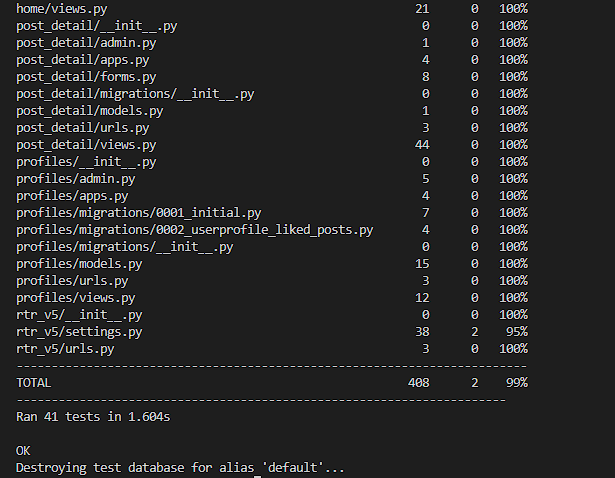 home/views.py 21 0 100%
post_detail/__init__.py 0 0 100%
post_detail/admin.py 1 0 100%
post_detail/apps.py 4 0 100%
post_detail/forms.py 8 0 100%
post_detail/migrations/__init__.py 0 0 100%
post_detail/models.py 1 0 100%
post_detail/urls.py 3 0 100%
post_detail/views.py 44 0 100%
profiles/__init__.py 0 0 100%
profiles/admin.py 5 0 100%
profiles/apps.py 4 0 100%
profiles/migrations/0001_initial.py 7 0 100%
profiles/migrations/0002_userprofile_liked_posts.py 4 0 100%
profiles/migrations/__init__.py 0 0 100%
profiles/models.py 15 0 100%
profiles/urls.py 3 0 100%
profiles/views.py 12 0 100%
rtr_v5/__init__.py 0 0 100%
rtr_v5/settings.py 38 2 95%
rtr_v5/urls.py 3 0 100%
--------------------------------------------------------------------------
TOTAL 408 2 99%
----------------------------------------------------------------------
Ran 41 tests in 1.604s
OK
Destroying test database for alias 'default'...